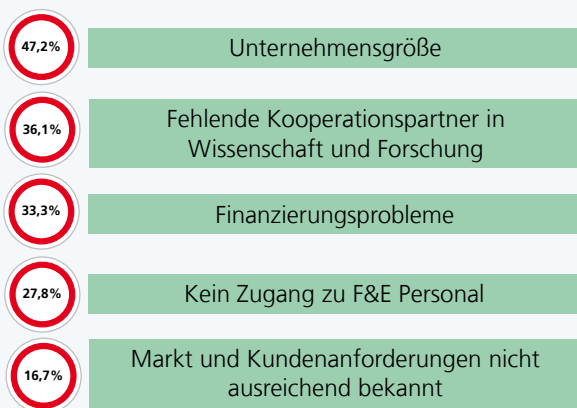 47,2%
Unternehmensgröße
36,1%
Fehlende Kooperationspartner in
Wissenschaft und Forschung
33,3%
Finanzierungsprobleme
27,8%
Kein Zugang zu F&E Personal
16,7%
Markt und Kundenanforderungen nicht
ausreichend bekannt